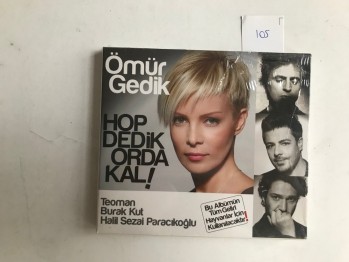 105
Ömür
Gedik
HOP
DEDİK
ORDA
KAL!
Teoman
Burak Kut
Halil Sezai Paracıkoğlu
Bu Albümün
Tüm Geliri
Hayvanlar İçin
Kullanılacaktır!